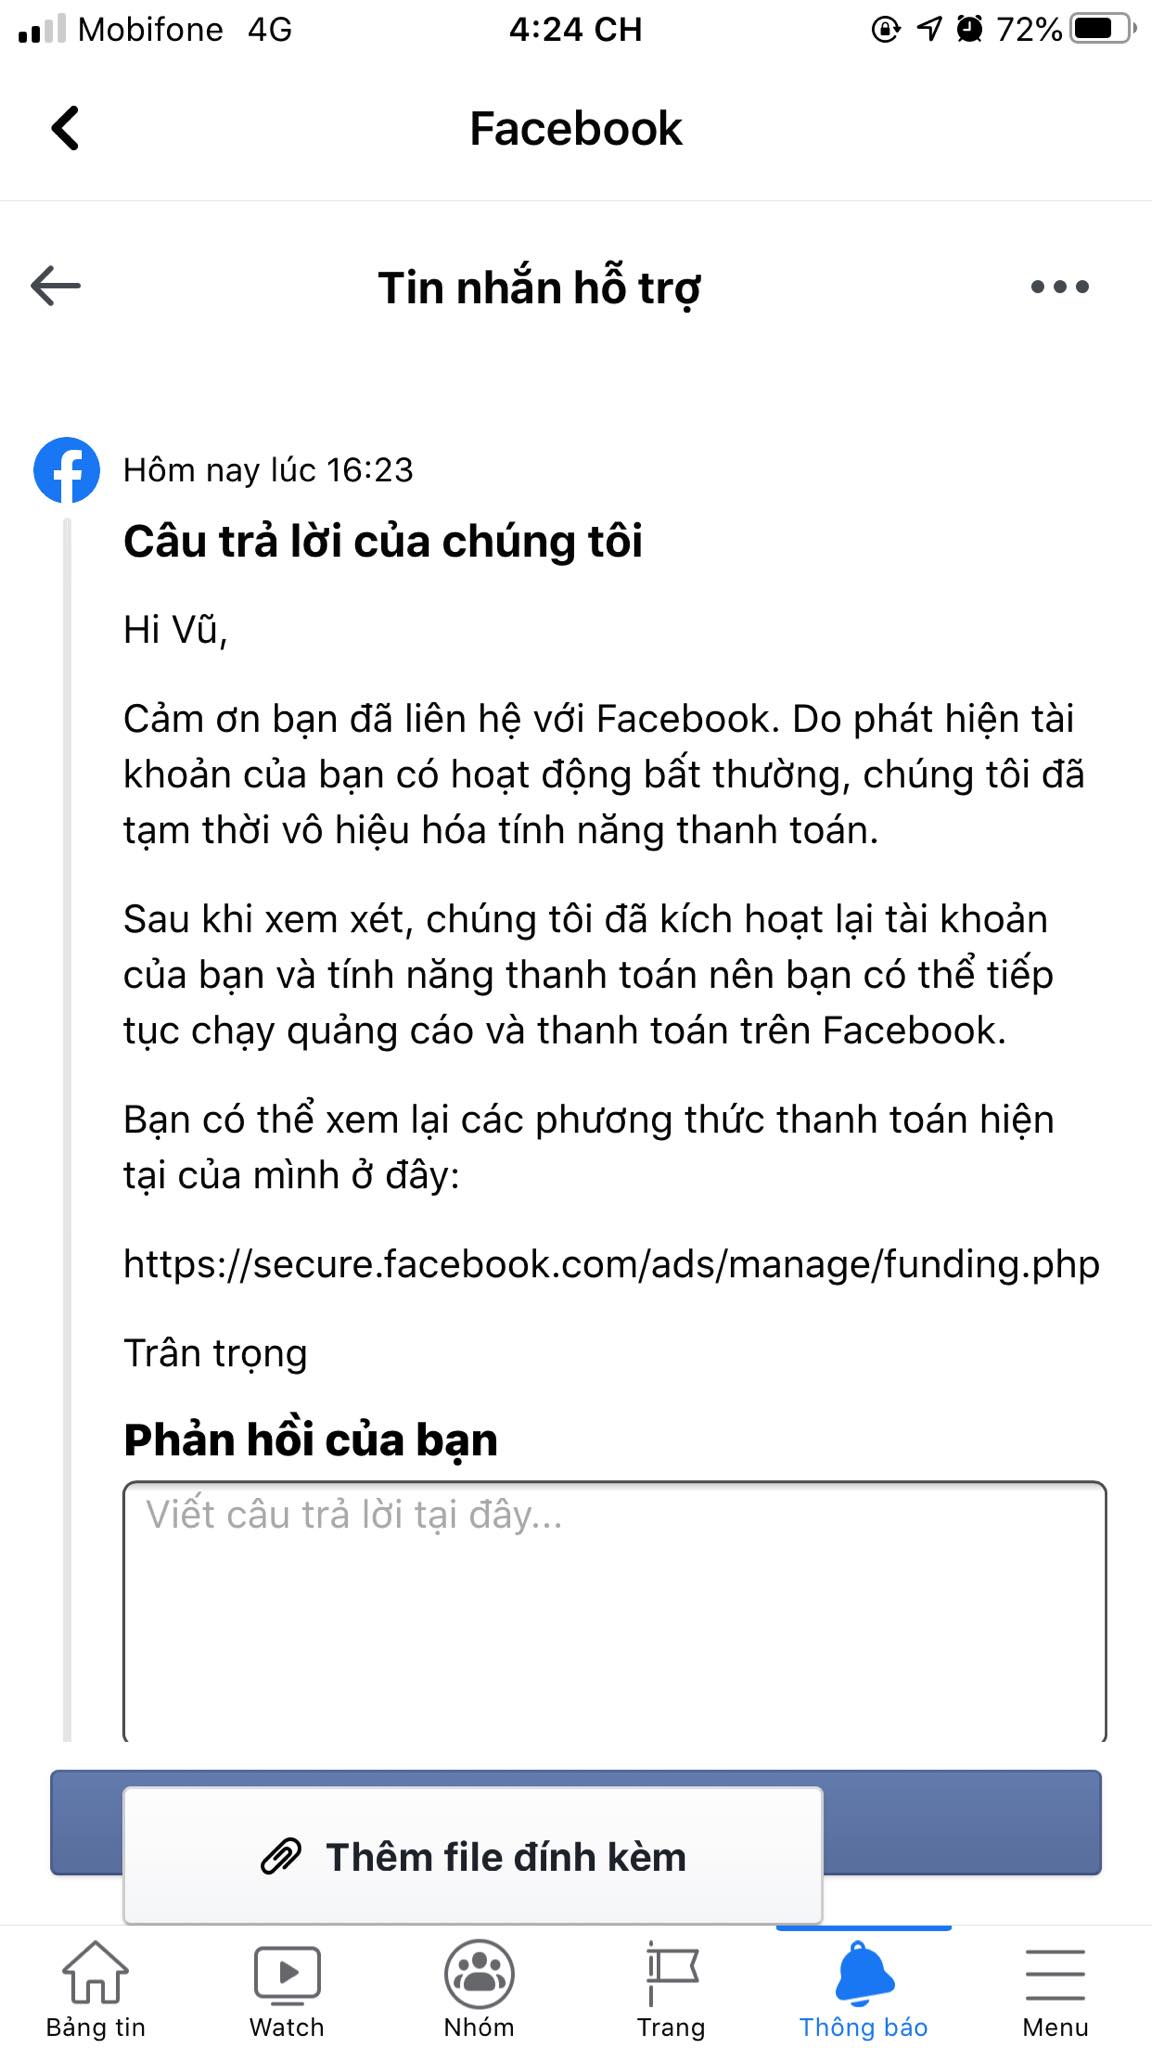 Mobifone 4G 4:24 CH 72%
Facebook
Tin nhắn hỗ trợ
Hôm nay lúc 16:23
Câu trả lời của chúng tôi
Hi Vũ,
Cảm ơn bạn đã liên hệ với Facebook. Do phát hiện tài
khoản của bạn có hoạt động bất thường, chúng tôi đã
tạm thời vô hiệu hóa tính năng thanh toán.
Sau khi xem xét, chúng tôi đã kích hoạt lại tài khoản
của bạn và tính năng thanh toán nên bạn có thể tiếp
tục chạy quảng cáo và thanh toán trên Facebook.
Bạn có thể xem lại các phương thức thanh toán hiện
tại của mình ở đây:
https://secure.facebook.com/ads/manage/funding.php
Trân trọng
Phản hồi của bạn
Viết câu trả lời tại đây...
Thêm file đính kèm
Bảng tin Watch Nhóm Trang Thông báo Menu